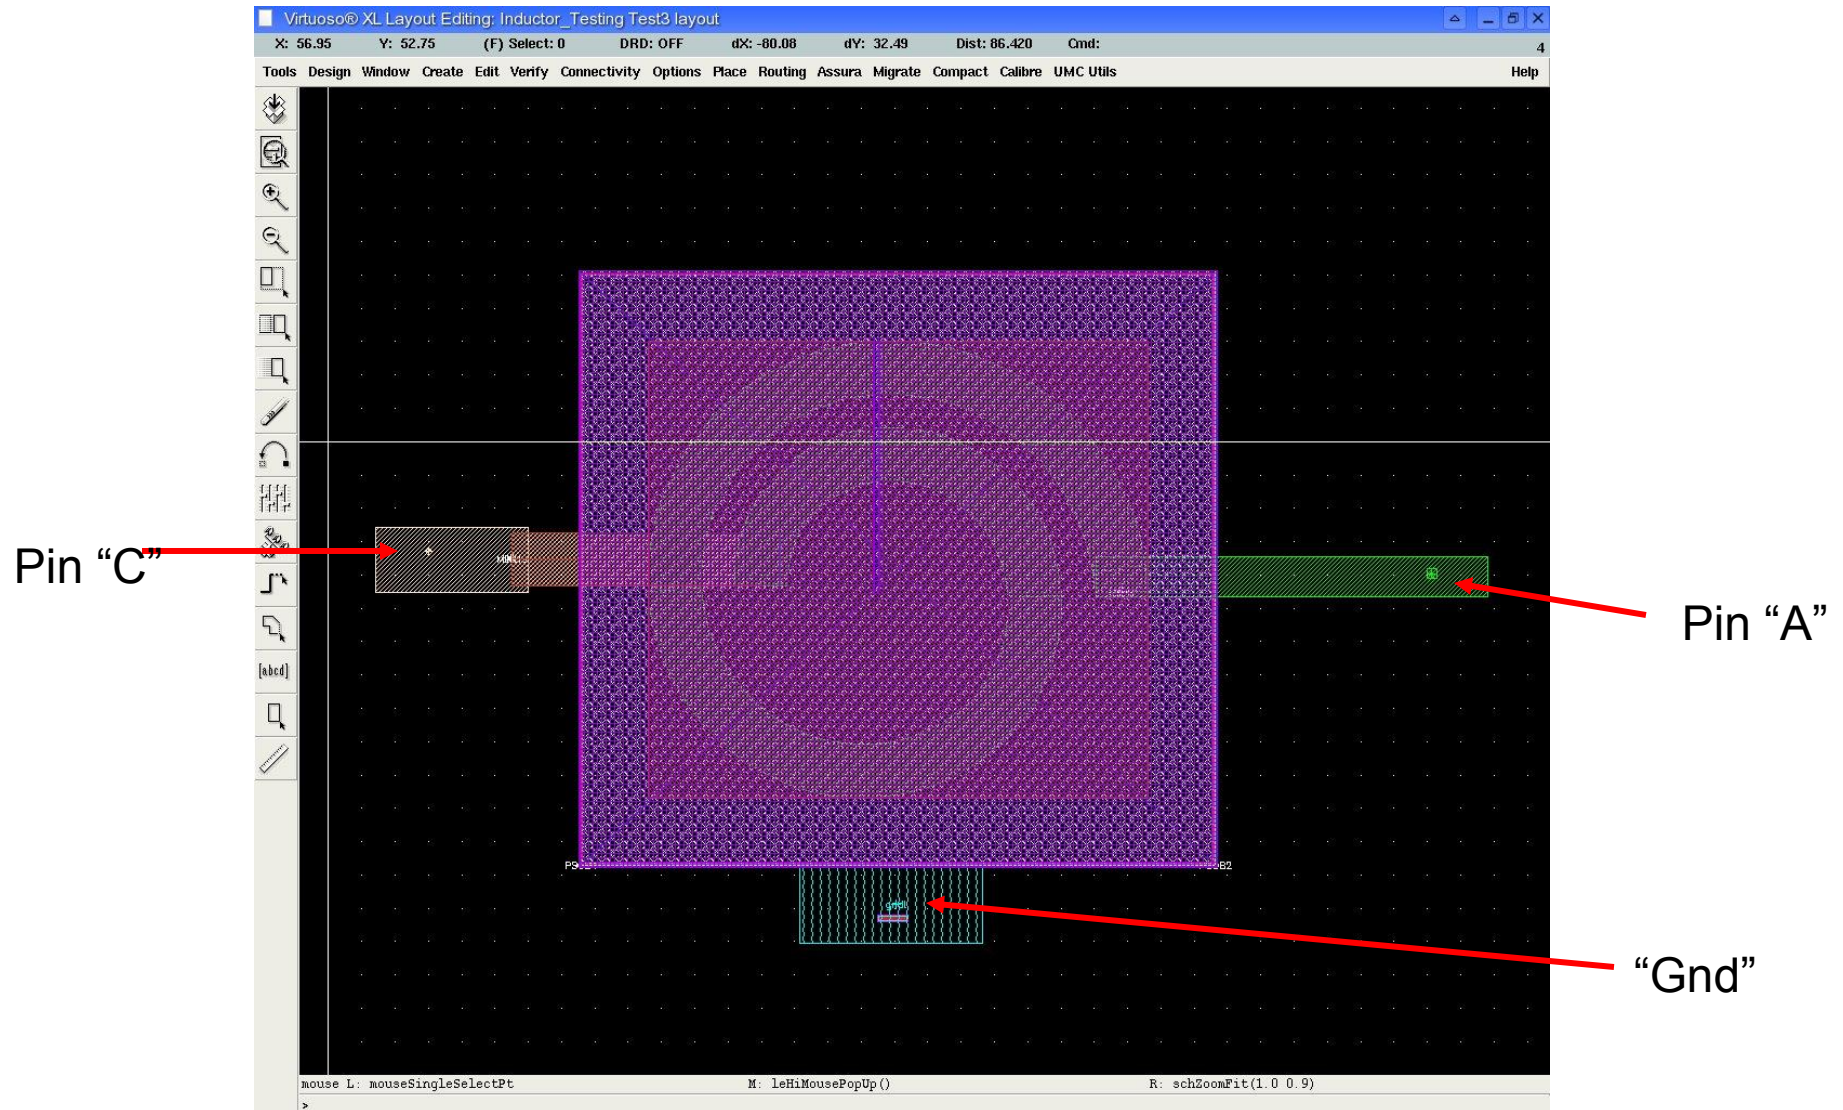 Virtuoso® XL Layout Editing: Inductor_Testing Test3 layout
X: 56.95 Y: 52.75 (F) Select: 0 DRD: OFF dX: -80.08 dY: 32.49 Dist: 86.420 Cmd: 4
Tools Design Window Create Edit Verify Connectivity Options Place Routing Assura Migrate Compact Calibre UMC Utils Help
[abcd]
Pin “C”
Pin “A”
“Gnd”
mouse L: mouseSingleSelectPt M: leHiMousePopUp() R: schZoomFit(1.0 0.9)
>